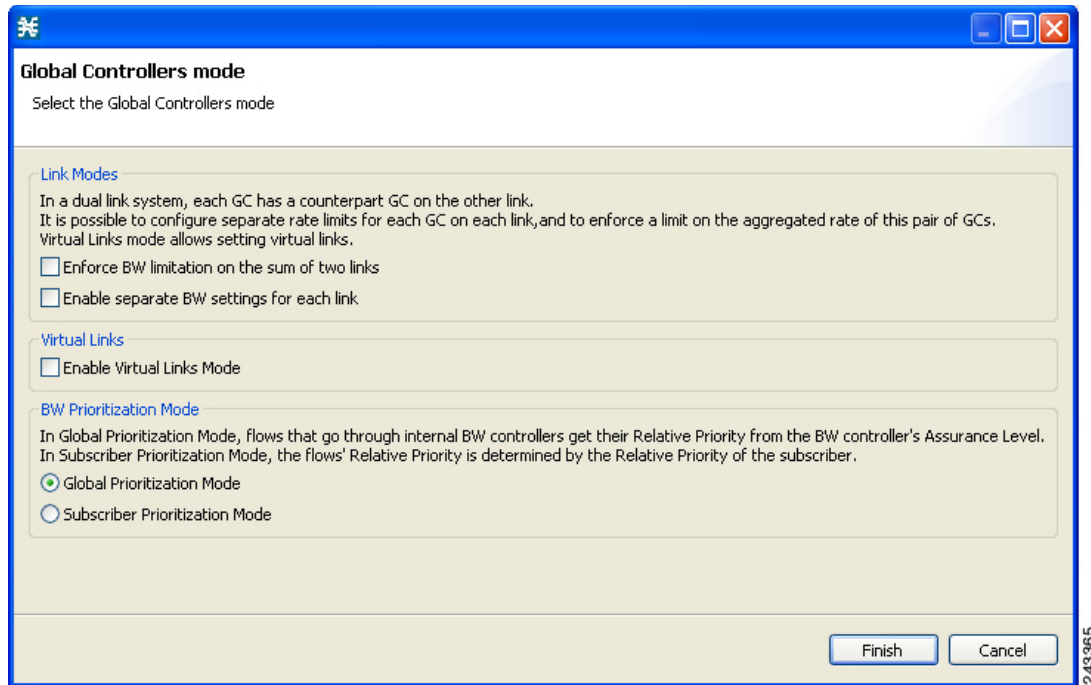 Global Controllers mode
Select the Global Controllers mode
Link Modes
In a dual link system, each GC has a counterpart GC on the other link.
It is possible to configure separate rate limits for each GC on each link,and to enforce a limit on the aggregated rate of this pair of GCs.
Virtual Links mode allows setting virtual links.
Enforce BW limitation on the sum of two links
Enable separate BW settings for each link
Virtual Links
Enable Virtual Links Mode
BW Prioritization Mode
In Global Prioritization Mode, flows that go through internal BW controllers get their Relative Priority from the BW controller's Assurance Level.
In Subscriber Prioritization Mode, the flows' Relative Priority is determined by the Relative Priority of the subscriber.
Global Prioritization Mode
Subscriber Prioritization Mode
Finish
Cancel
243365